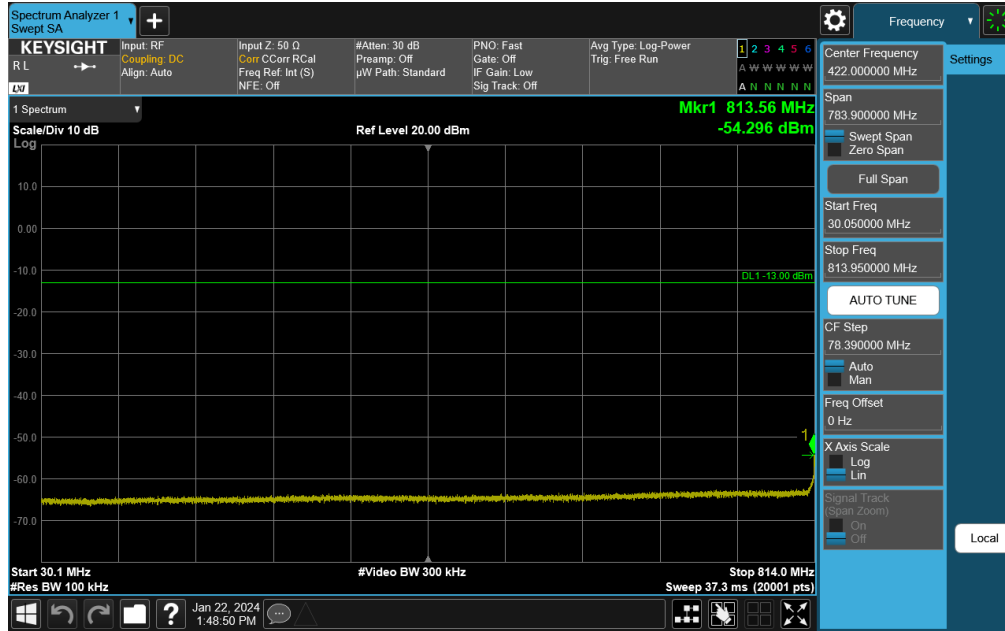 Spectrum Analyzer 1
Swept SA
Frequency
KEYSIGHT
R L
LXI
Input: RF
Coupling: DC
Align: Auto
Input Z: 50 Ω
Corr CCorr RCal
Freq Ref: Int (S)
NFE: Off
#Atten: 30 dB
Preamp: Off
µW Path: Standard
PNO: Fast
Gate: Off
IF Gain: Low
Sig Track: Off
Avg Type: Log-Power
Trig: Free Run
1 2 3 4 5 6
A W W W W W
A N N N N N
1 Spectrum
Scale/Div 10 dB
Log
Ref Level 20.00 dBm
Mkr1 813.56 MHz
-54.296 dBm
10.0
0.00
-10.0
DL1 -13.00 dBm
-20.0
-30.0
-40.0
-50.0
1
-60.0
-70.0
Start 30.1 MHz
#Res BW 100 kHz
#Video BW 300 kHz
Stop 814.0 MHz
Sweep 37.3 ms (20001 pts)
Center Frequency
422.000000 MHz
Settings
Span
783.900000 MHz
Swept Span
Zero Span
Full Span
Start Freq
30.050000 MHz
Stop Freq
813.950000 MHz
AUTO TUNE
CF Step
78.390000 MHz
Auto
Man
Freq Offset
0 Hz
X Axis Scale
Log
Lin
Signal Track
(Span Zoom)
On
Off
Local
?
Jan 22, 2024
1:48:50 PM